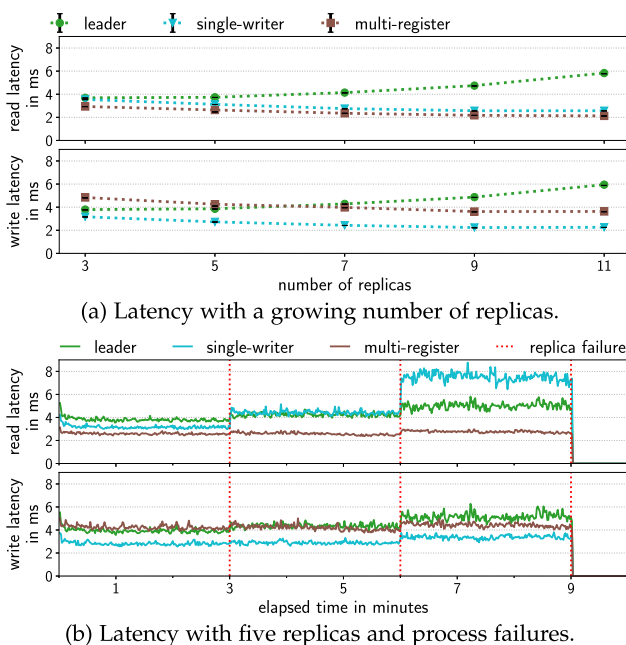 leader single-writer multi-register
8
6
4
2
0
read latency
in ms
8
6
4
2
0
write latency
in ms
3 5 7 9 11
number of replicas
(a) Latency with a growing number of replicas.
leader single-writer multi-register replica failure
8
6
4
2
0
read latency
in ms
8
6
4
2
0
write latency
in ms
1 3 5 7 9
elapsed time in minutes
(b) Latency with five replicas and process failures.